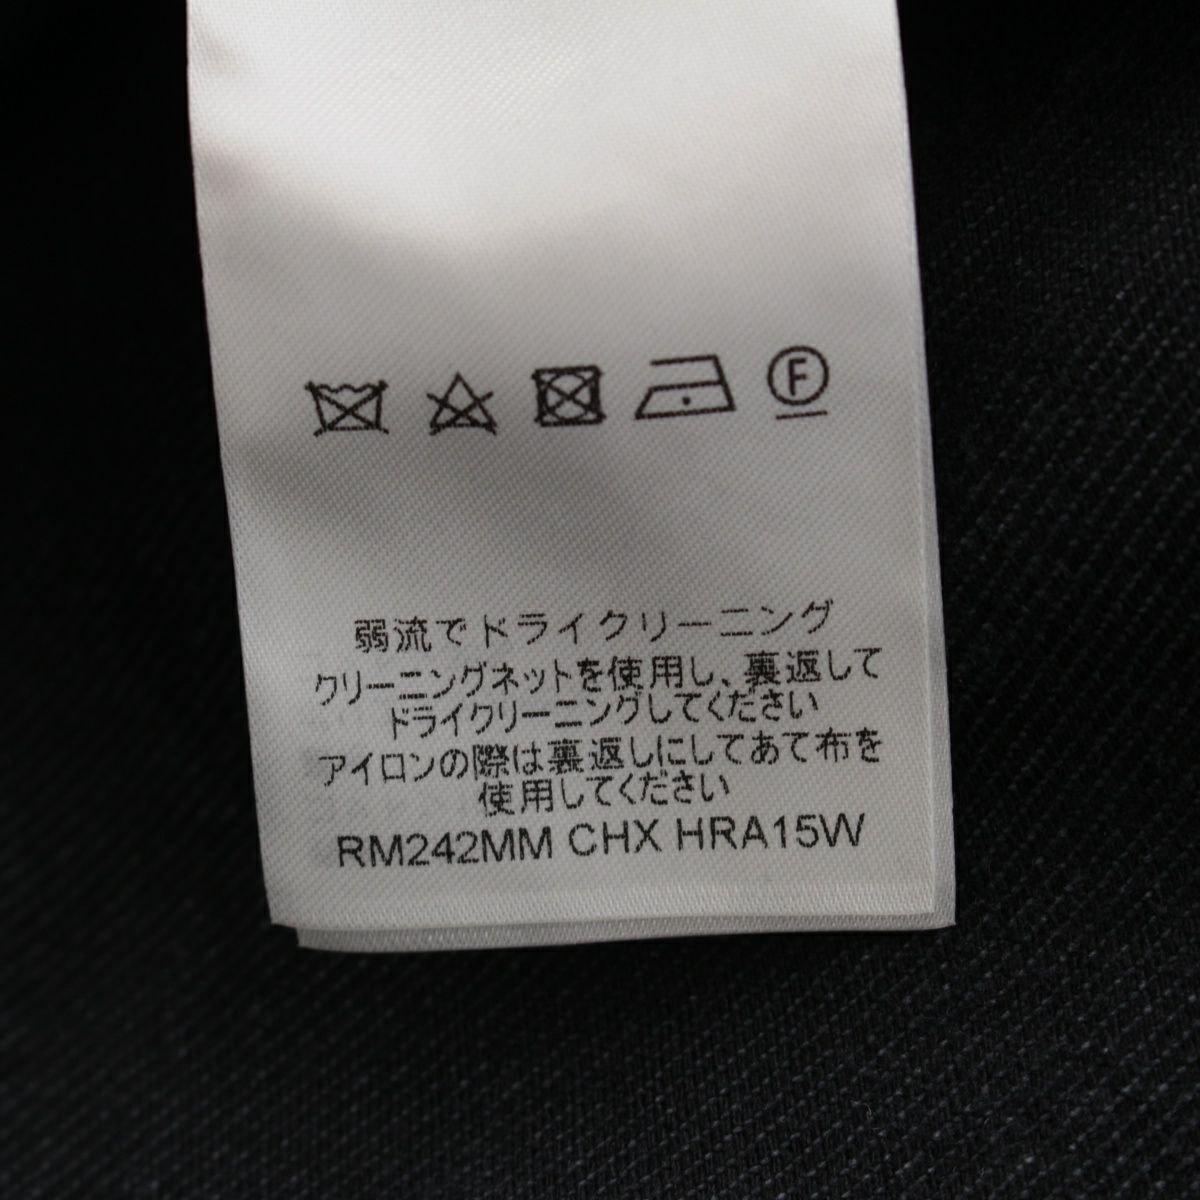 F
弱流でドライクリーニング
クリーニングネットを使用し、裏返して
ドライクリーニングしてください
アイロンの際は裏返しにしてあて布を
使用してください
RM242MM CHX HRA15W